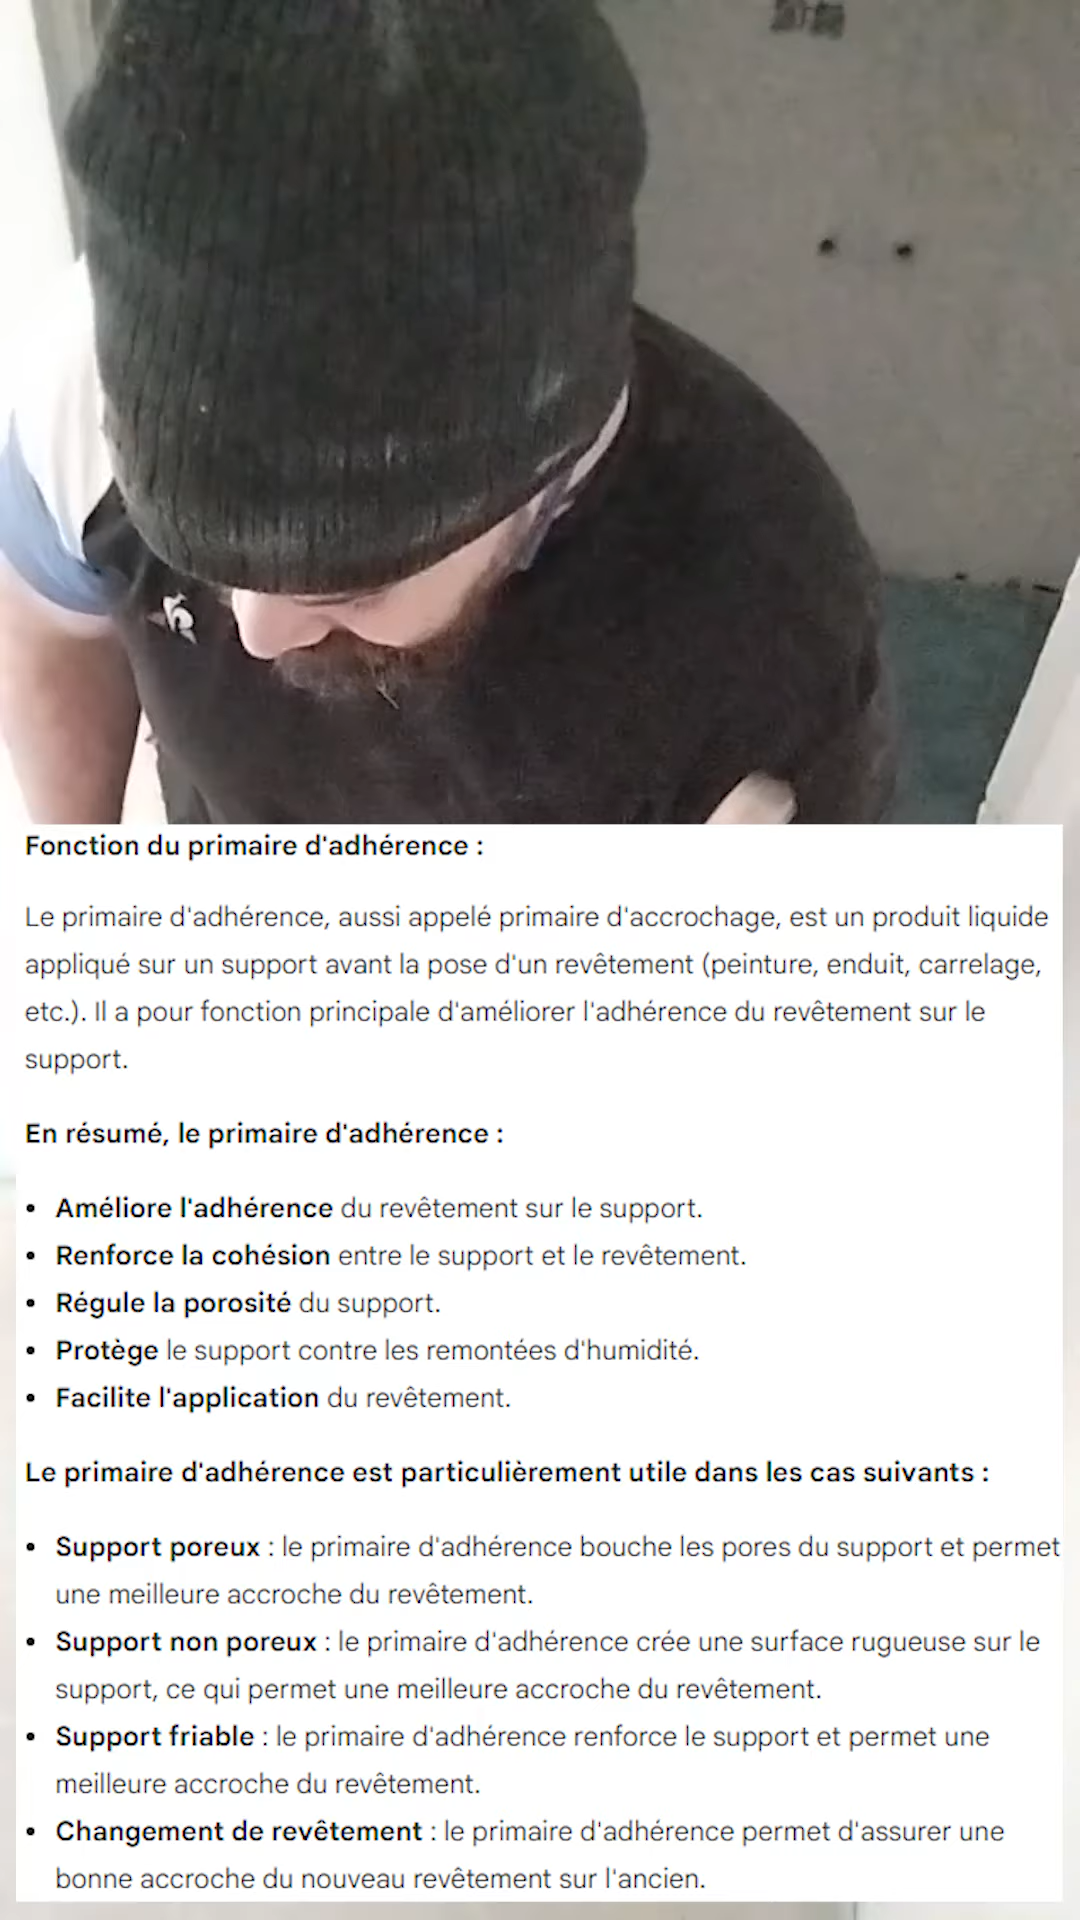 Fonction du primaire d'adhérence :
Le primaire d'adhérence, aussi appelé primaire d'accrochage, est un produit liquide
appliqué sur un support avant la pose d'un revêtement (peinture, enduit, carrelage,
etc.). Il a pour fonction principale d'améliorer l'adhérence du revêtement sur le
support.
En résumé, le primaire d'adhérence :
• Améliore l'adhérence du revêtement sur le support.
• Renforce la cohésion entre le support et le revêtement.
• Régule la porosité du support.
• Protège le support contre les remontées d'humidité.
• Facilite l'application du revêtement.
Le primaire d'adhérence est particulièrement utile dans les cas suivants :
• Support poreux : le primaire d'adhérence bouche les pores du support et permet
une meilleure accroche du revêtement.
• Support non poreux : le primaire d'adhérence crée une surface rugueuse sur le
support, ce qui permet une meilleure accroche du revêtement.
• Support friable : le primaire d'adhérence renforce le support et permet une
meilleure accroche du revêtement.
• Changement de revêtement : le primaire d'adhérence permet d'assurer une
bonne accroche du nouveau revêtement sur l'ancien.